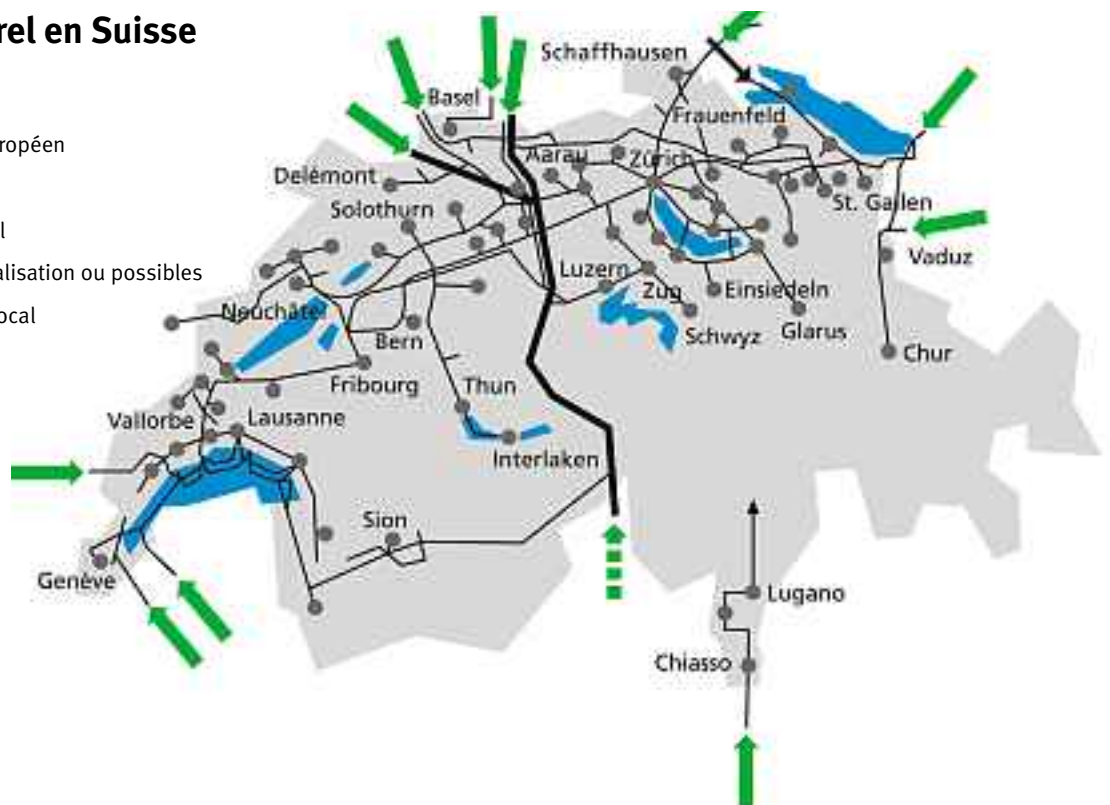 rel en Suisse
ropéen
l
alisation ou possibles
ocal
Schaffhausen
Basel
Frauenfeld
Aarau
Zürich
Delémont
Solothurn
St. Gallen
Vaduz
Luzern
Zug
Einsiedeln
Neuchâtel
Bern
Schwyz
Glarus
Chur
Fribourg
Thun
Vallorbe
Lausanne
Interlaken
Sion
Genève
Lugano
Chiasso